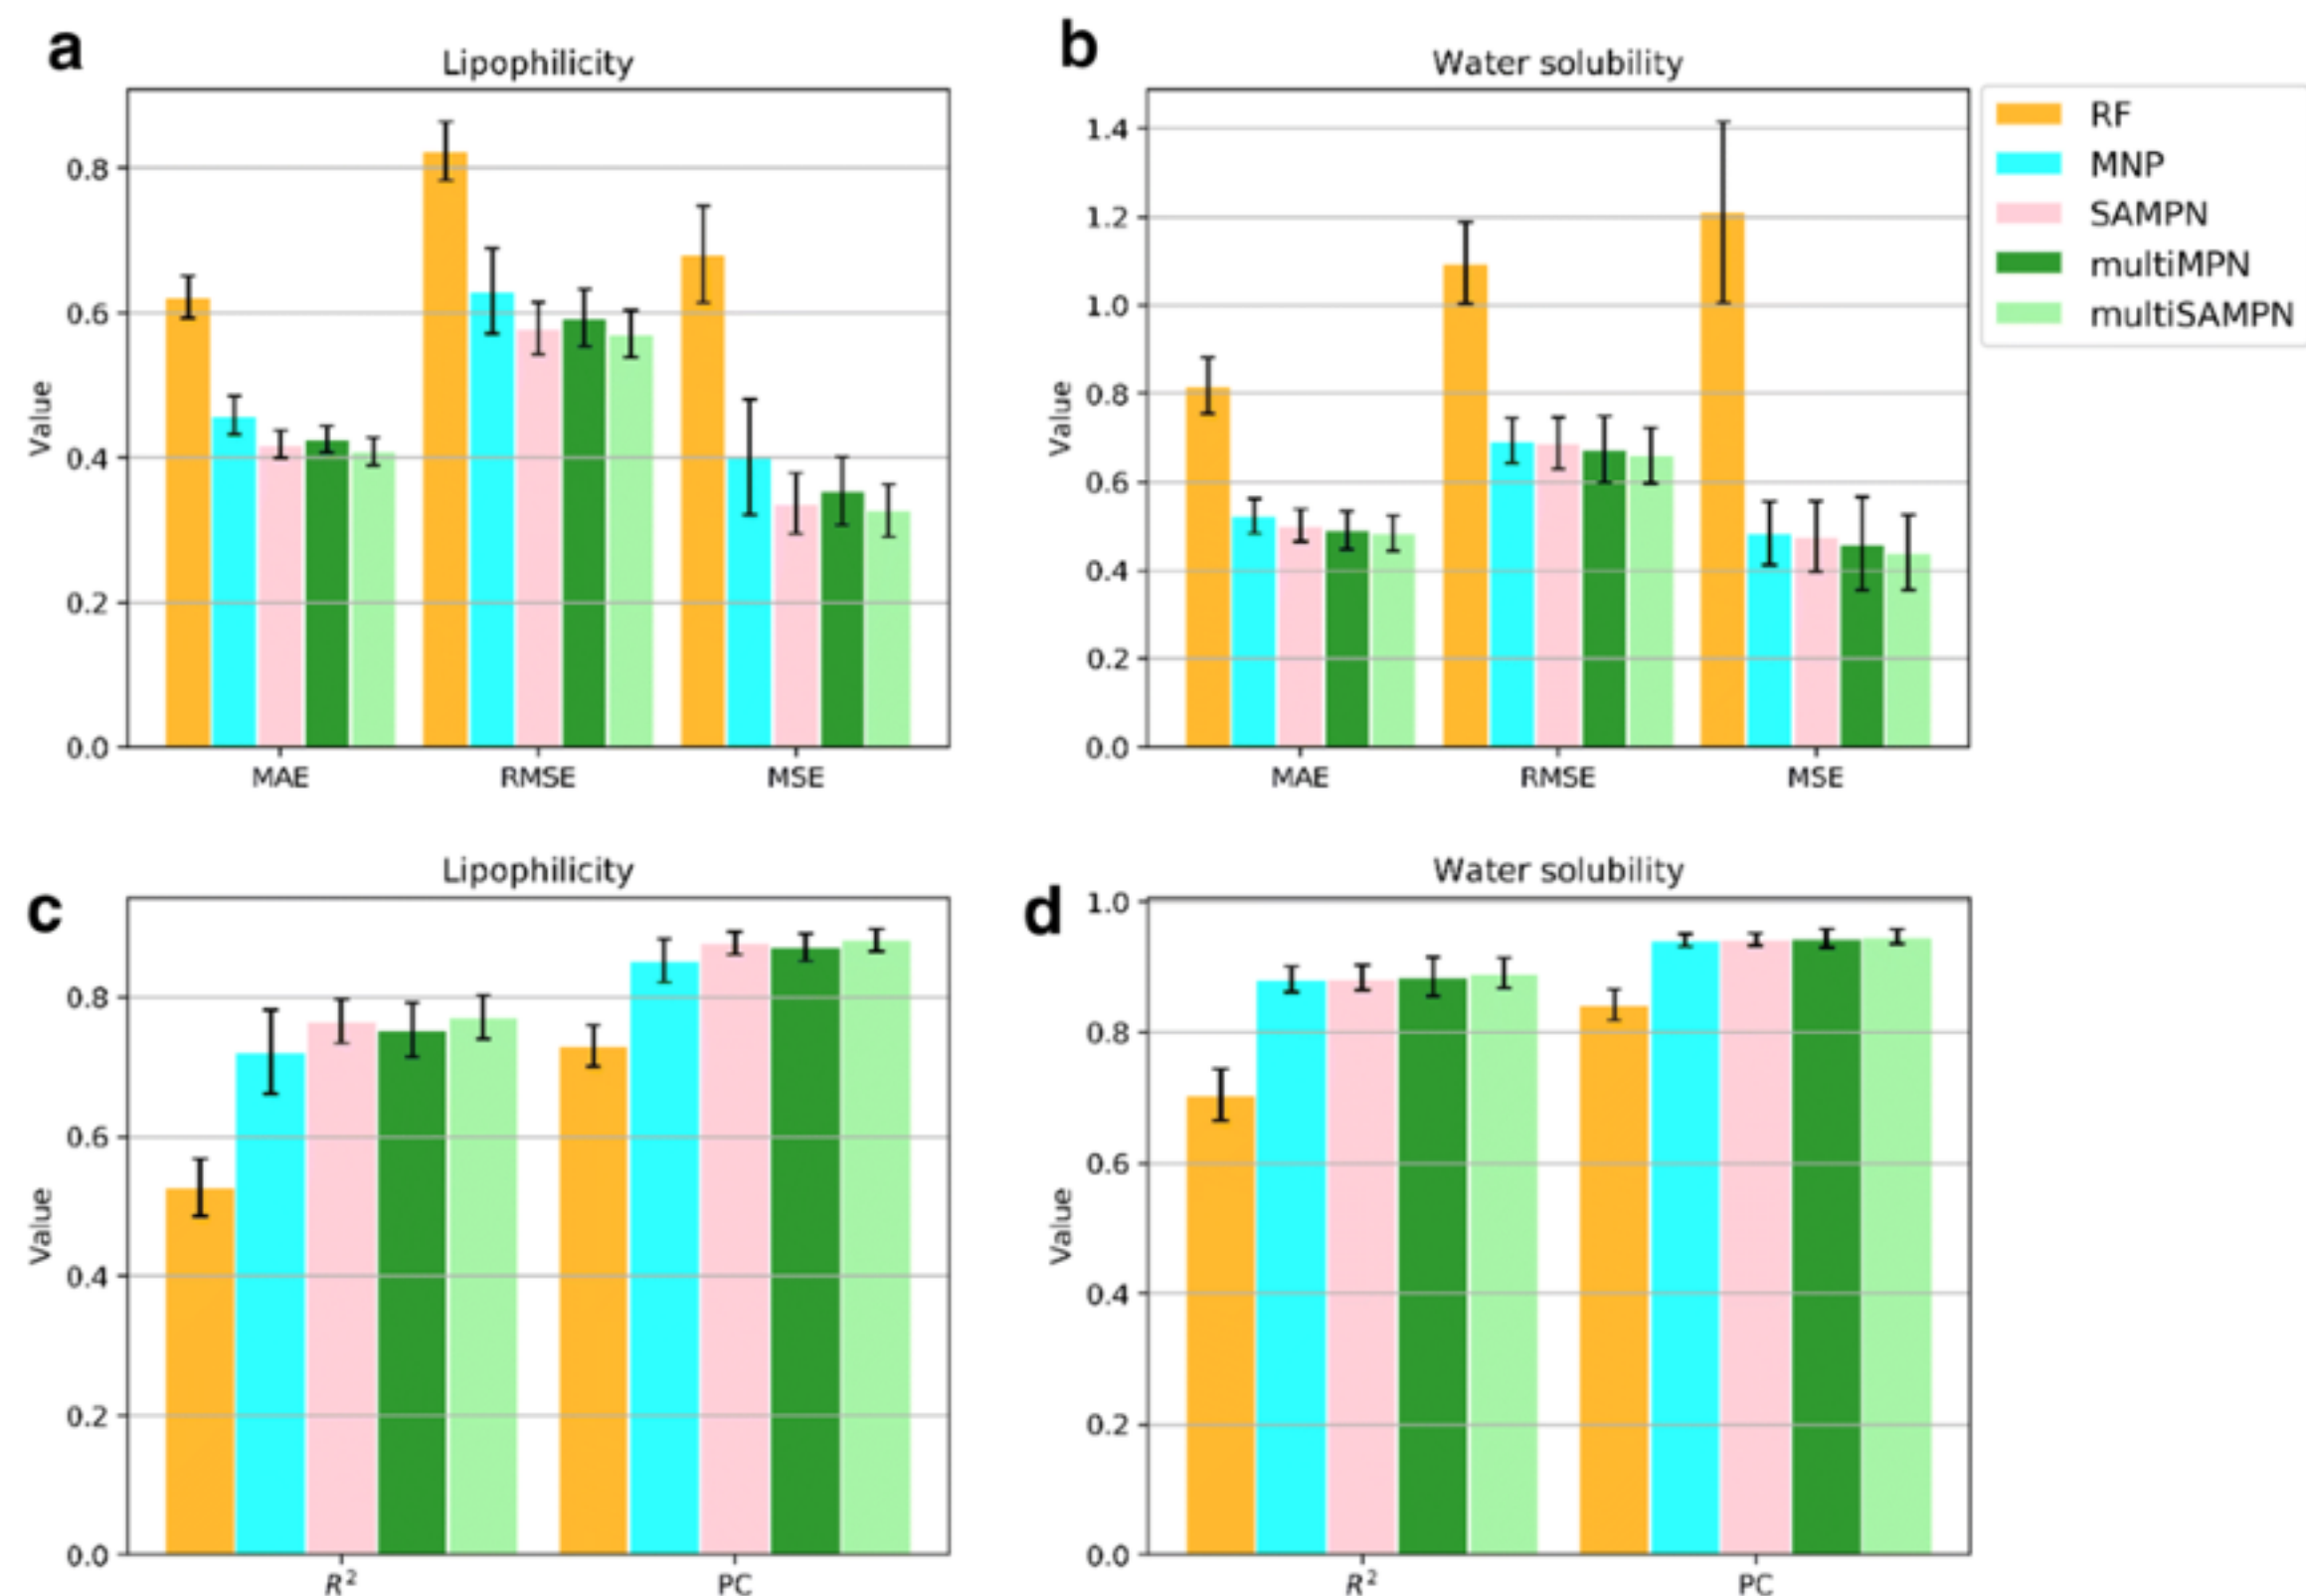 a
Lipophilicity
Value
0.8
0.6
0.4
0.2
0.0
MAE RMSE MSE
b
Water solubility
Value
1.4
1.2
1.0
0.8
0.6
0.4
0.2
0.0
MAE RMSE MSE
RF
MNP
SAMPN
multiMPN
multiSAMPN
c
Lipophilicity
Value
0.8
0.6
0.4
0.2
0.0
R² PC
d
Water solubility
Value
1.0
0.8
0.6
0.4
0.2
0.0
R² PC